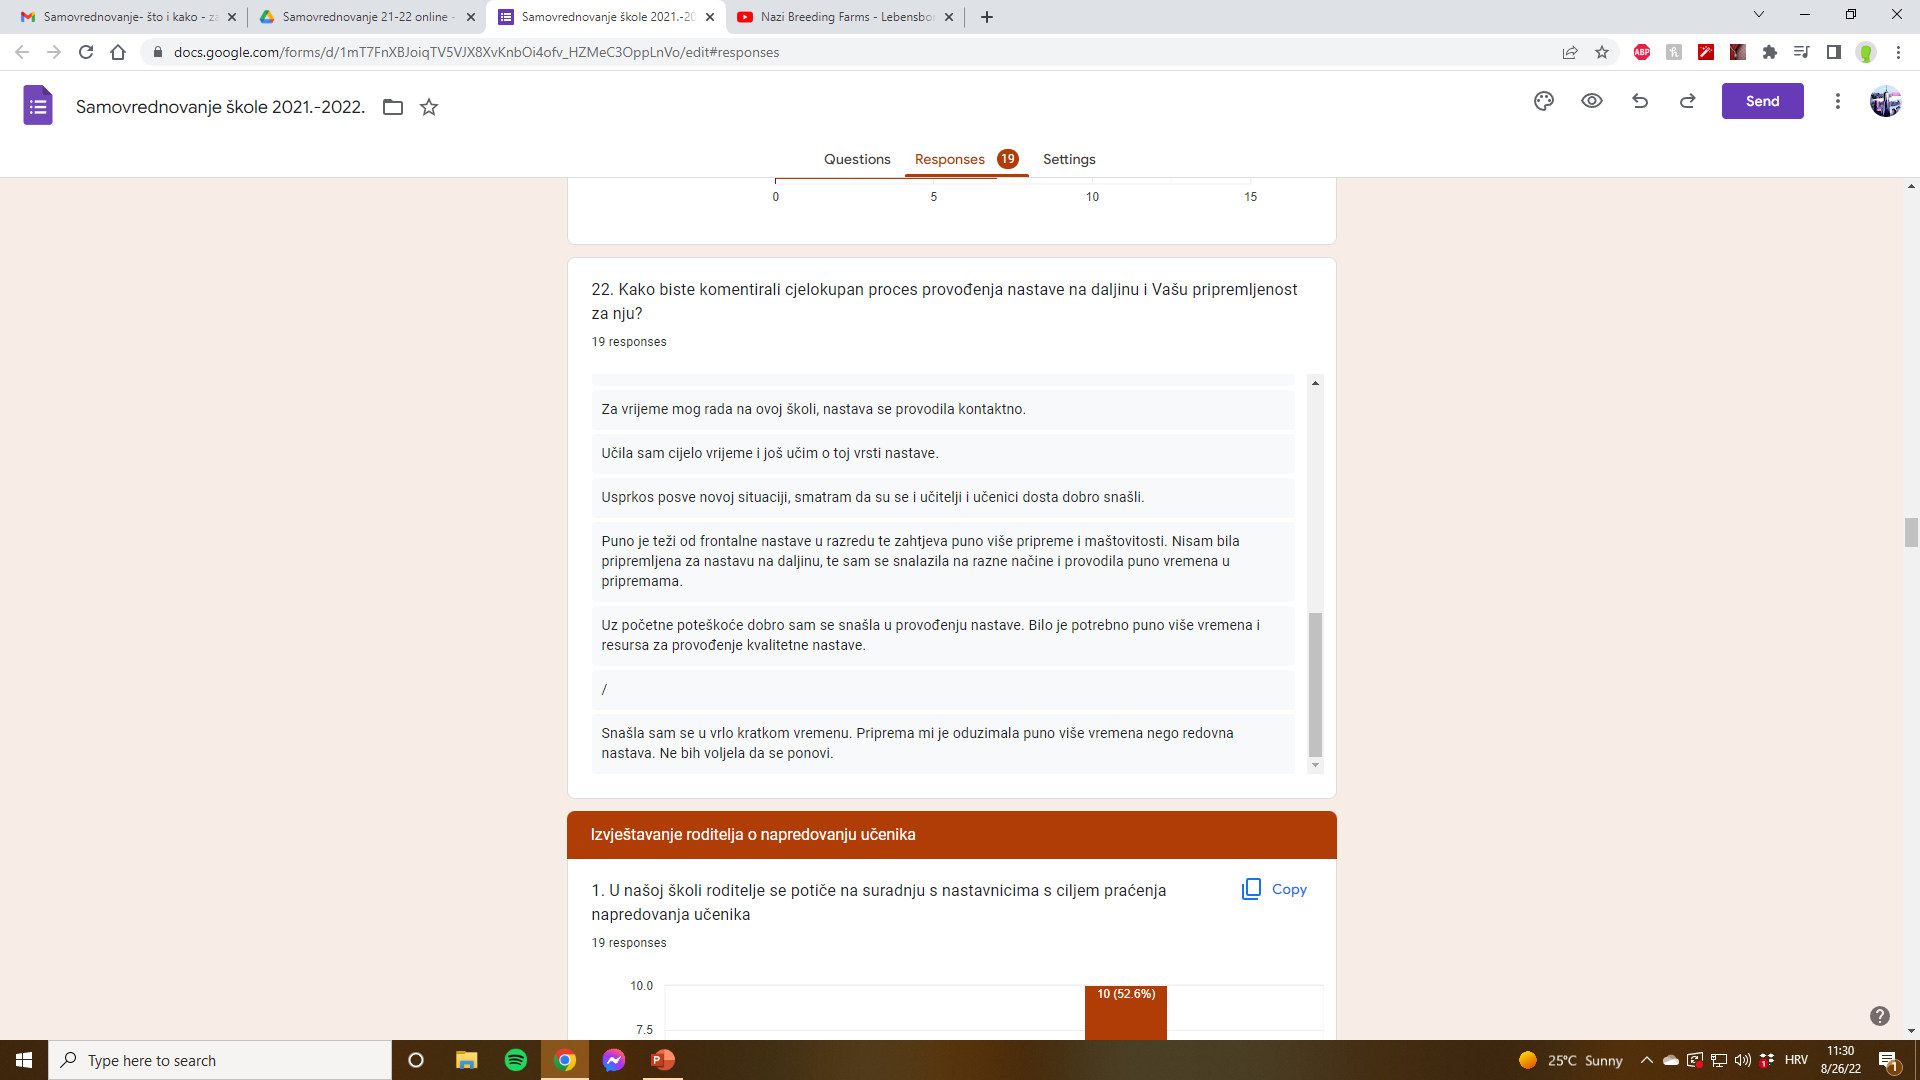 Samovrednovanje- što i kako - za
Samovrednovanje 21-22 online -
Samovrednovanje škole 2021.-20
Nazi Breeding Farms - Lebensbor
docs.google.com/forms/d/1mT7FnXBJoiqTV5VJX8XvKnbOi4ofv_HZMeC3OppLnVo/edit#responses
ABP
Samovrednovanje škole 2021.-2022.
Send
Questions
Responses 19
Settings
0 5 10 15
22. Kako biste komentirali cjelokupan proces provođenja nastave na daljinu i Vašu pripremljenost
za nju?
19 responses
Za vrijeme mog rada na ovoj školi, nastava se provodila kontaktno.
Učila sam cijelo vrijeme i još učim o toj vrsti nastave.
Usprkos posve novoj situaciji, smatram da su se i učitelji i učenici dosta dobro snašli.
Puno je teži od frontalne nastave u razredu te zahtjeva puno više pripreme i maštovitosti. Nisam bila
pripremljena za nastavu na daljinu, te sam se snalazila na razne načine i provodila puno vremena u
pripremama.
Uz početne poteškoće dobro sam se snašla u provođenju nastave. Bilo je potrebno puno više vremena i
resursa za provođenje kvalitetne nastave.
/
Snašla sam se u vrlo kratkom vremenu. Priprema mi je oduzimala puno više vremena nego redovna
nastava. Ne bih voljela da se ponovi.
Izvještavanje roditelja o napredovanju učenika
1. U našoj školi roditelje se potiče na suradnju s nastavnicima s ciljem praćenja
napredovanja učenika
Copy
19 responses
10.0
10 (52.6%)
7.5
Type here to search
25°C Sunny
HRV
11:30
8/26/22
1